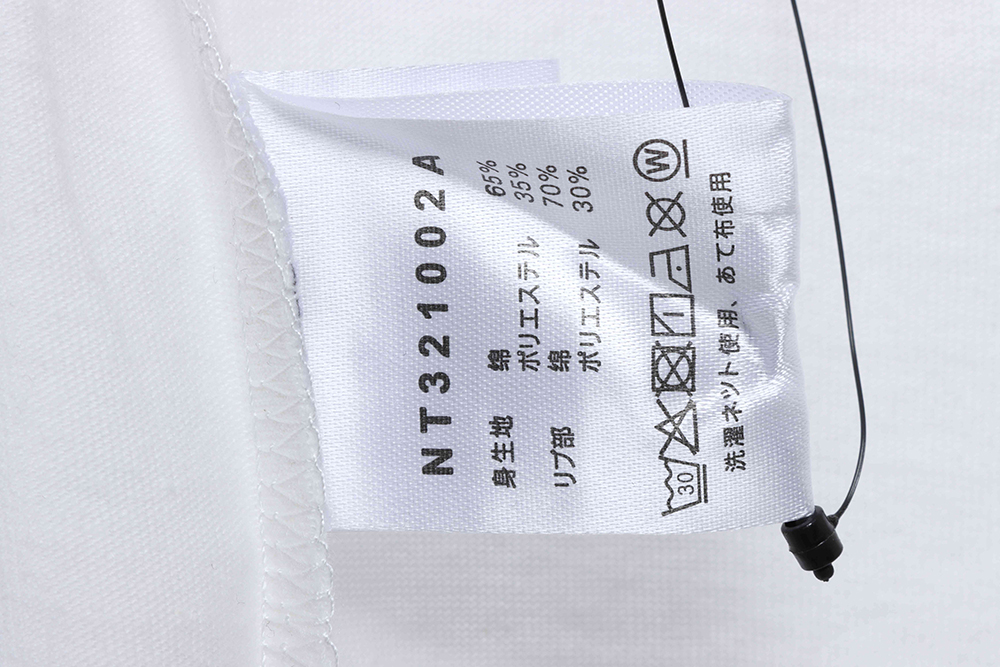 NT321002A
身生地 綿 65%
ポリエステル 35%
リブ部 綿 70%
ポリエステル 30%
30 W
洗濯ネット使用、あて布使用